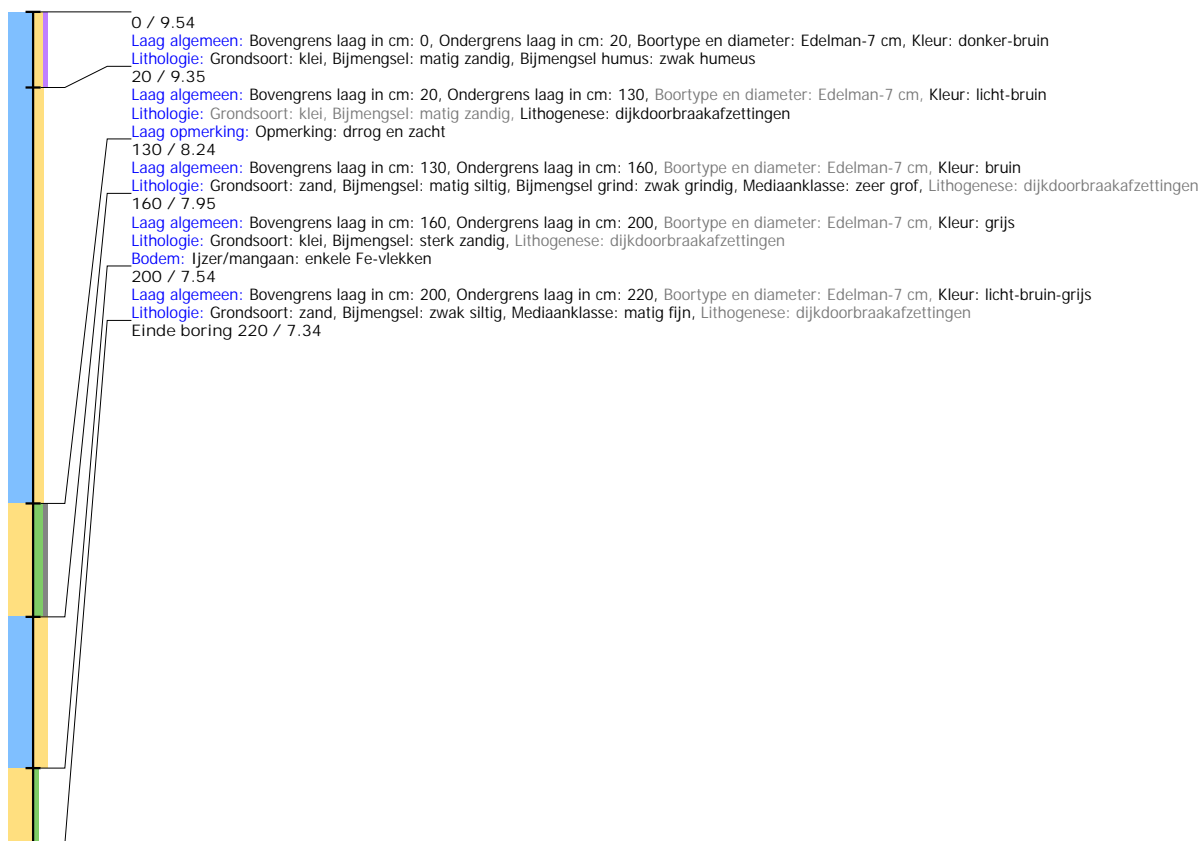 0 / 9.54
Laag algemeen: Bovengrens laag in cm: 0, Ondergrens laag in cm: 20, Boortype en diameter: Edelman-7 cm, Kleur: donker-bruin
Lithologie: Grondsoort: klei, Bijmengsel: matig zandig, Bijmengsel humus: zwak humeus
20 / 9.35
Laag algemeen: Bovengrens laag in cm: 20, Ondergrens laag in cm: 130, Boortype en diameter: Edelman-7 cm, Kleur: licht-bruin
Lithologie: Grondsoort: klei, Bijmengsel: matig zandig, Lithogenese: dijkdoorbraakafzettingen
Laag opmerking: Opmerking: drrog en zacht
130 / 8.24
Laag algemeen: Bovengrens laag in cm: 130, Ondergrens laag in cm: 160, Boortype en diameter: Edelman-7 cm, Kleur: bruin
Lithologie: Grondsoort: zand, Bijmengsel: matig siltig, Bijmengsel grind: zwak grindig, Mediaanklasse: zeer grof, Lithogenese: dijkdoorbraakafzettingen
160 / 7.95
Laag algemeen: Bovengrens laag in cm: 160, Ondergrens laag in cm: 200, Boortype en diameter: Edelman-7 cm, Kleur: grijs
Lithologie: Grondsoort: klei, Bijmengsel: sterk zandig, Lithogenese: dijkdoorbraakafzettingen
Bodem: Ijzer/mangaan: enkele Fe-vlekken
200 / 7.54
Laag algemeen: Bovengrens laag in cm: 200, Ondergrens laag in cm: 220, Boortype en diameter: Edelman-7 cm, Kleur: licht-bruin-grijs
Lithologie: Grondsoort: zand, Bijmengsel: zwak siltig, Mediaanklasse: matig fijn, Lithogenese: dijkdoorbraakafzettingen
Einde boring 220 / 7.34